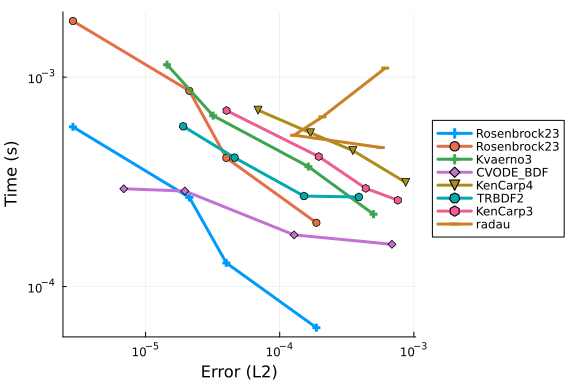 Time (s)
10⁻³
10⁻⁴
10⁻⁵
10⁻⁴
10⁻³
Error (L2)
Rosenbrock23
Rosenbrock23
Kvaerno3
CVODE_BDF
KenCarp4
TRBDF2
KenCarp3
radau